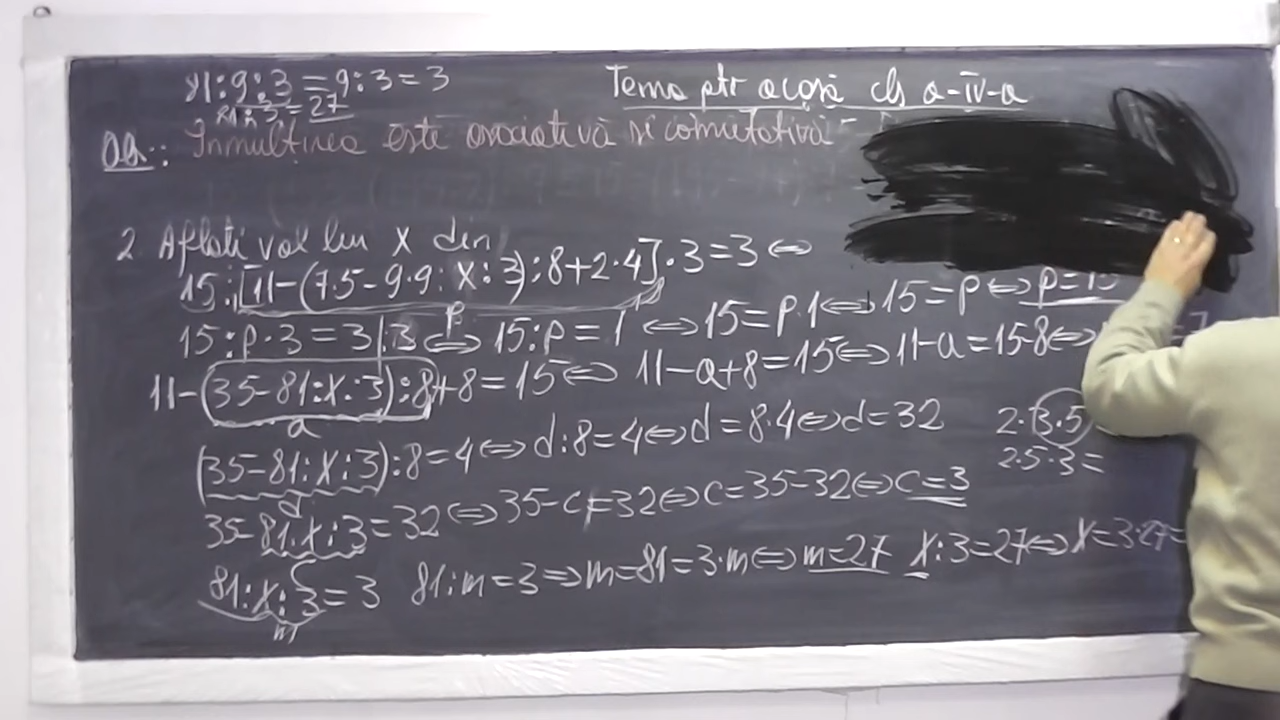 81:9:3=9:3=3
81:3=27
Tema ptr acasă cls a-IV-a
Obs: Inmultirea este asociativă si comutativă
2. Aflati val lui x din
15:[11-(7·5-9·9:x:3):8+2·4]·3=3⇔
p
15:p·3=3|:3⇔15:p=1⇔15=p·1⇔15=p⇔p=15
11-(35-81:x:3):8+8=15⇔11-a+8=15⇔11-a=15-8⇔
a
(35-81:x:3):8=4⇔d:8=4⇔d=8·4⇔d=32
d
2·(3·5
2·5·3=
35-81:x:3=32⇔35-c=32⇔c=35-32⇔c=3
c
81:x:3=3 81:m=3⇒m=81=3·m⇔m=27 x:3=27⇔x=3·27=
m